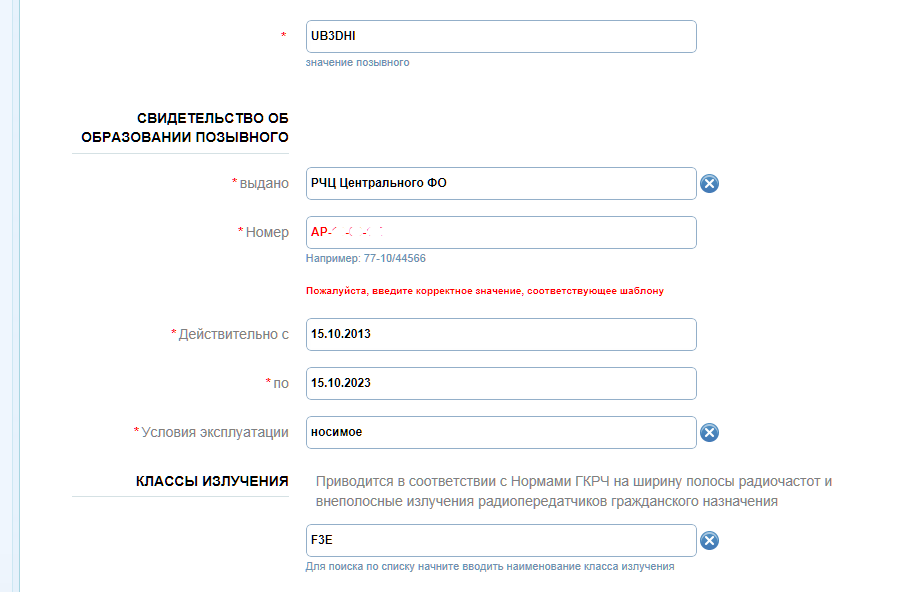 *
UB3DHI
значение позывного
СВИДЕТЕЛЬСТВО ОБ
ОБРАЗОВАНИИ ПОЗЫВНОГО
* выдано
РЧЦ Центрального ФО
* Номер
АР-
Например: 77-10/44566
Пожалуйста, введите корректное значение, соответствующее шаблону
* Действительно с
15.10.2013
* по
15.10.2023
* Условия эксплуатации
носимое
КЛАССЫ ИЗЛУЧЕНИЯ
Приводится в соответствии с Нормами ГКРЧ на ширину полосы радиочастот и
внеполосные излучения радиопередатчиков гражданского назначения
F3E
Для поиска по списку начните вводить наименование класса излучения